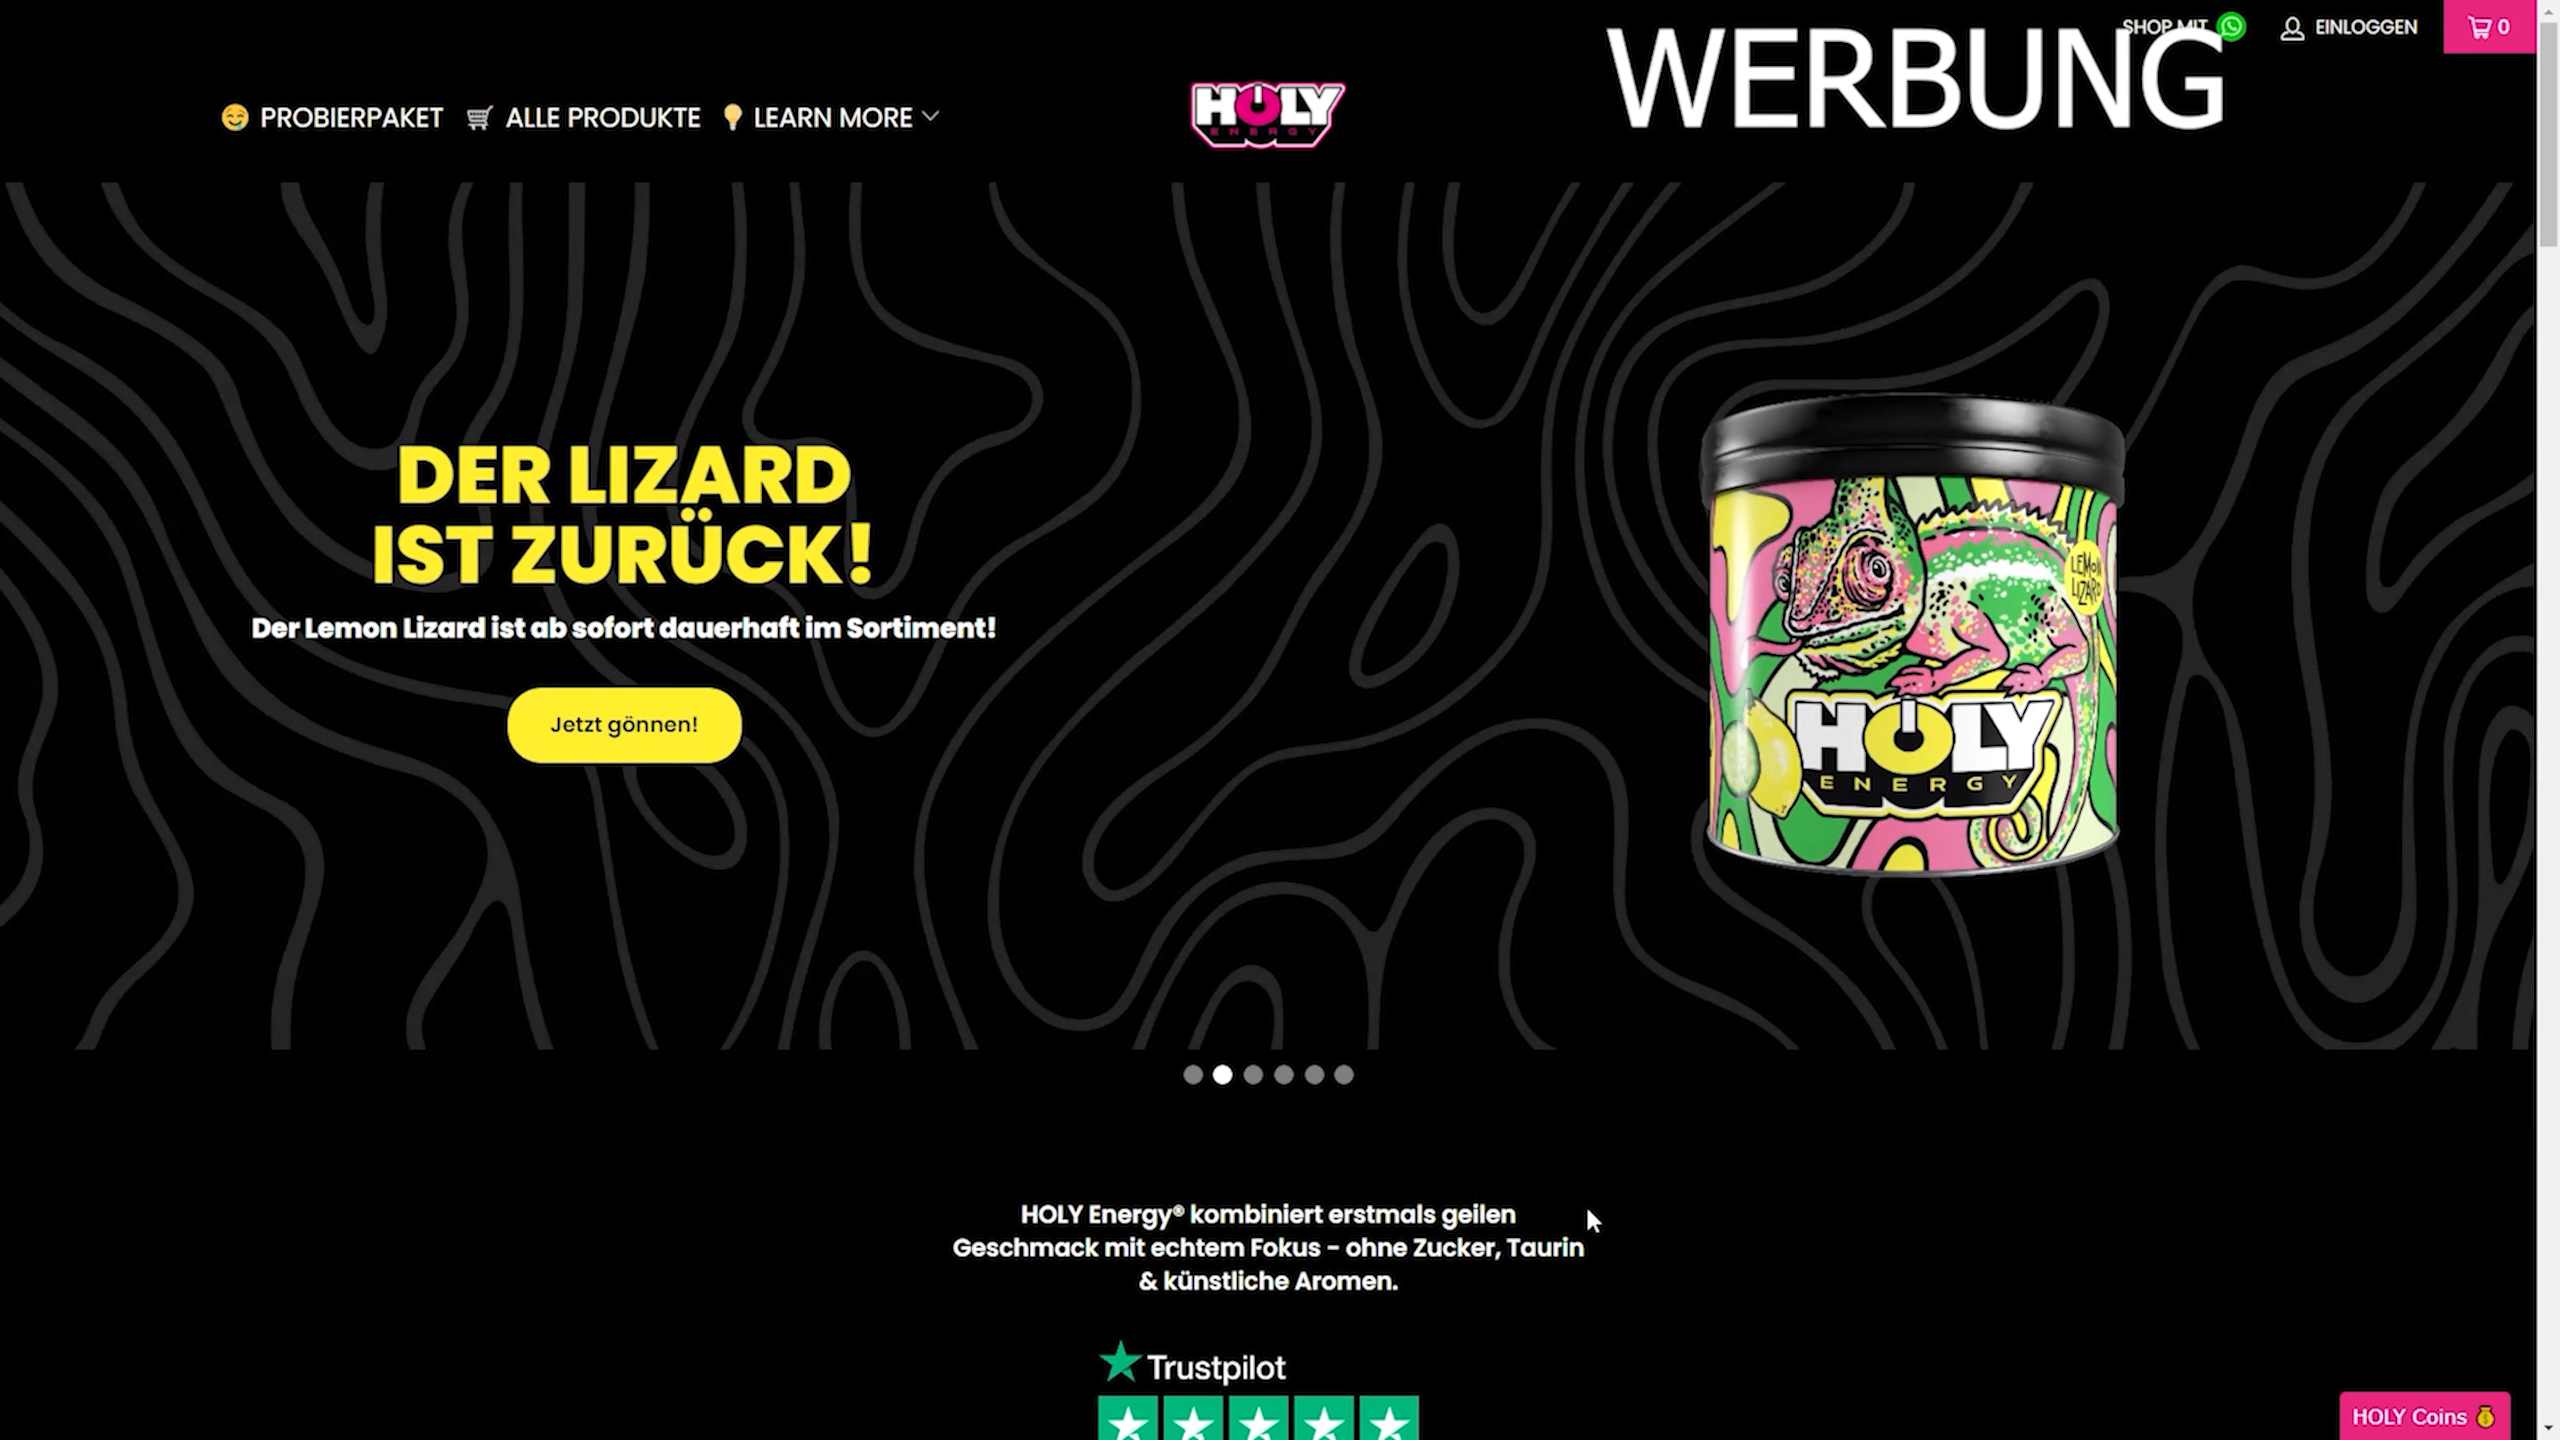 SHOP MIT
EINLOGGEN
0
WERBUNG
PROBIERPAKET
ALLE PRODUKTE
LEARN MORE
HOLY
ENERGY
DER LIZARD
IST ZURÜCK!
Der Lemon Lizard ist ab sofort dauerhaft im Sortiment!
Jetzt gönnen!
LEMON
LIZARD
HOLY
ENERGY
HOLY Energy® kombiniert erstmals geilen
Geschmack mit echtem Fokus - ohne Zucker, Taurin
& künstliche Aromen.
Trustpilot
HOLY Coins